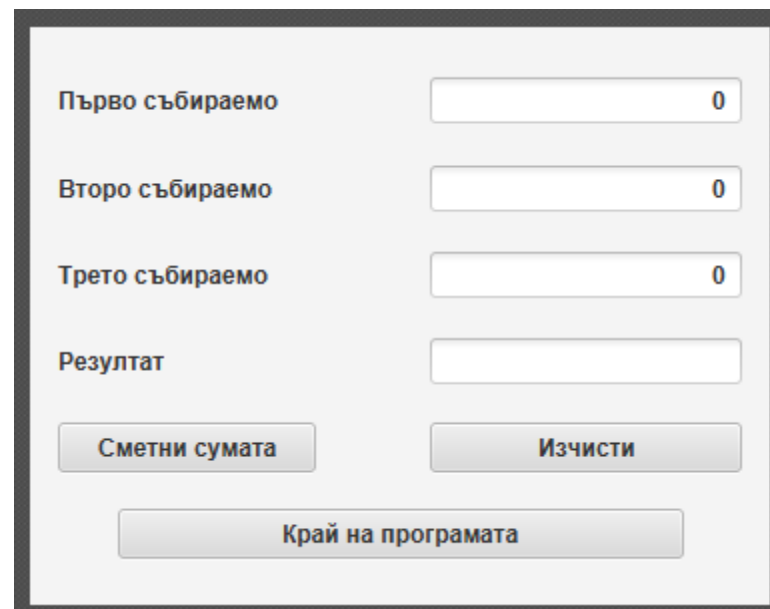 Първо събираемо 0
Второ събираемо 0
Трето събираемо 0
Резултат
Сметни сумата Изчисти
Край на програмата